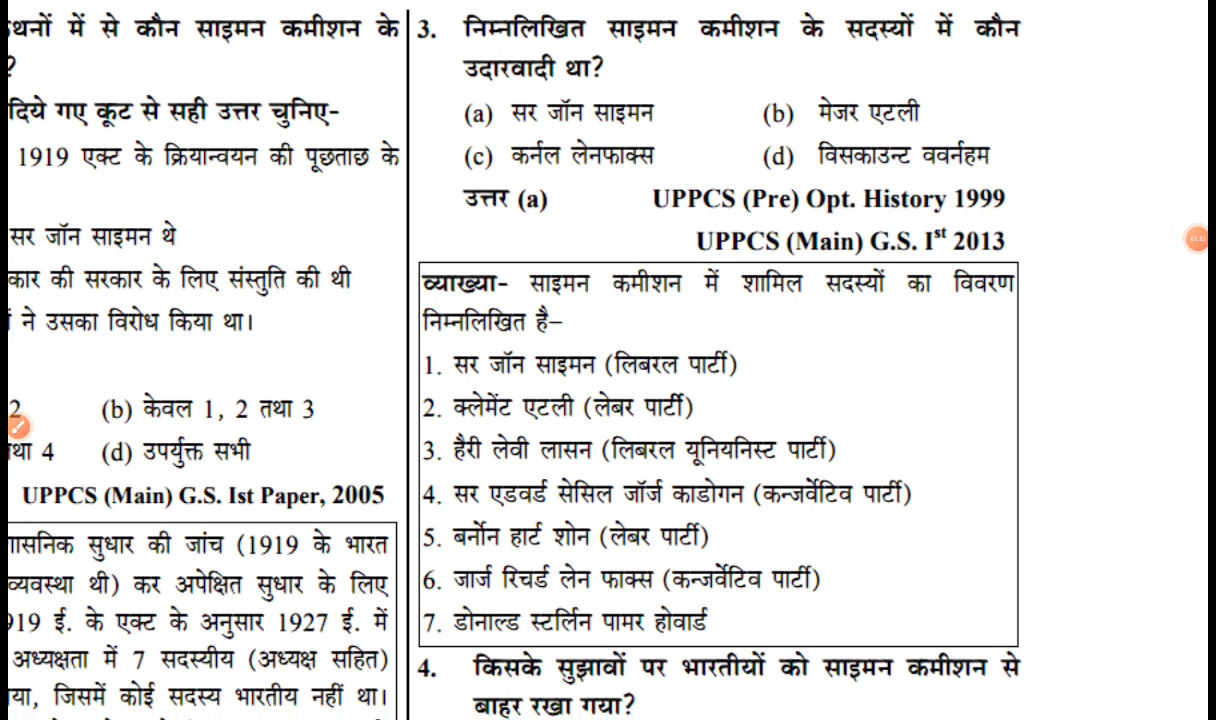 थनों में से कौन साइमन कमीशन के
?
दिये गए कूट से सही उत्तर चुनिए-
1919 एक्ट के क्रियान्वयन की पूछताछ के
सर जॉन साइमन थे
कार की सरकार के लिए संस्तुति की थी
ने उसका विरोध किया था।
2 (b) केवल 1, 2 तथा 3
था 4 (d) उपर्युक्त सभी
UPPCS (Main) G.S. Ist Paper, 2005
की जांच (1919 के भारत
व्यवस्था थी) कर अपेक्षित सुधार के लिए
919 ई. के एक्ट के अनुसार 1927 ई. में
अध्यक्षता में 7 सदस्यीय (अध्यक्ष सहित)
जिसमें कोई सदस्य भारतीय नहीं था।
3. निम्नलिखित साइमन कमीशन के सदस्यों में कौन
उदारवादी था?
(a) सर जॉन साइमन (b) मेजर एटली
(c) कर्नल लेनफाक्स (d) विसकाउन्ट ववर्नहम
उत्तर (a) UPPCS (Pre) Opt. History 1999
UPPCS (Main) G.S. Ist 2013
व्याख्या- साइमन कमीशन में शामिल सदस्यों का विवरण
निम्नलिखित है–
1. सर जॉन साइमन (लिबरल पार्टी)
2. क्लेमेंट एटली (लेबर पार्टी)
3. हैरी लेवी लासन (लिबरल यूनियनिस्ट पार्टी)
4. सर एडवर्ड सेसिल जॉर्ज काडोगन (कन्जर्वेटिव पार्टी)
5. बर्नोन हार्ट शोन (लेबर पार्टी)
6. जार्ज रिचर्ड लेन फाक्स (कन्जर्वेटिव पार्टी)
7. डोनाल्ड स्टर्लिन पामर होवार्ड
4. किसके सुझावों पर भारतीयों को साइमन कमीशन से
बाहर रखा गया?